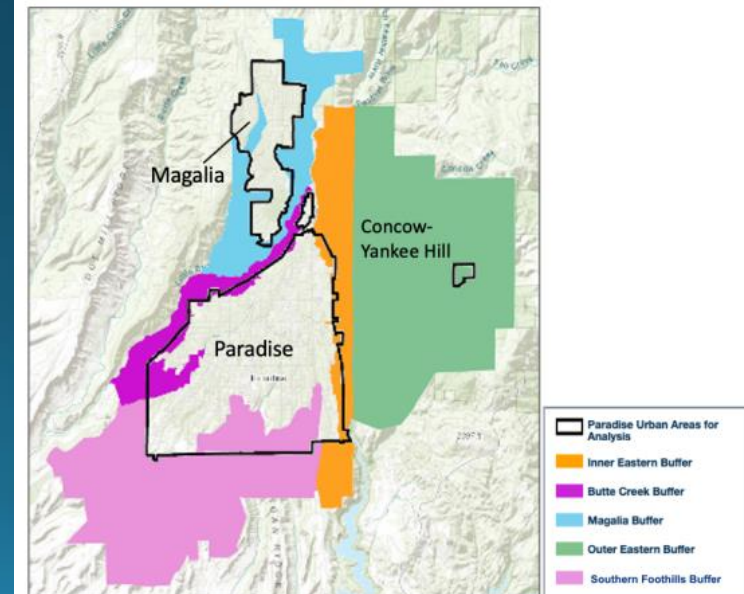 Magalia
Concow-
Yankee Hill
Paradise
Paradise Urban Areas for
Analysis
Inner Eastern Buffer
Butte Creek Buffer
Magalia Buffer
Outer Eastern Buffer
Southern Foothills Buffer